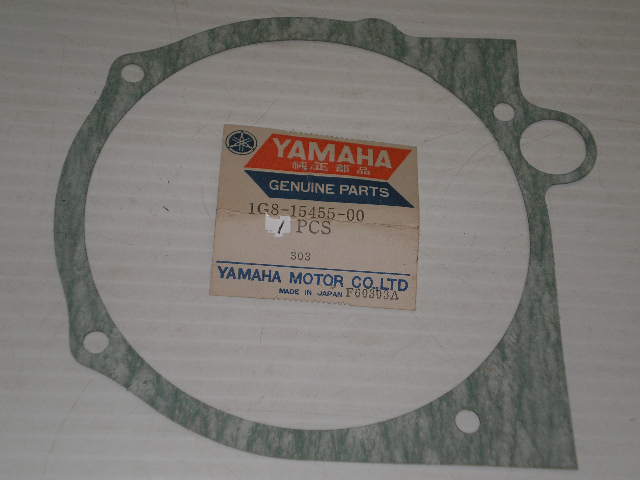 YAMAHA
純正部品
GENUINE PARTS
1G8-15455-00
1 PCS
303
YAMAHA MOTOR CO., LTD
MADE IN JAPAN F60303A